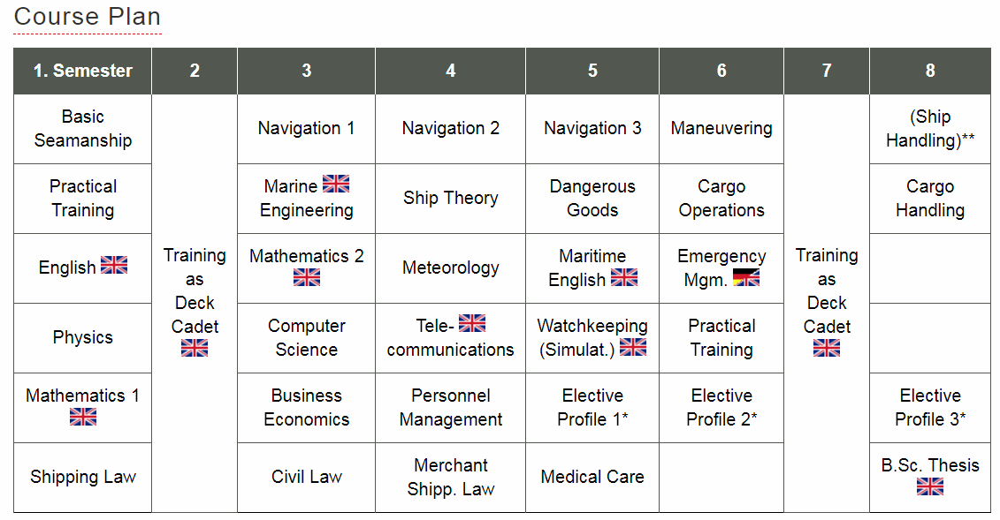 Course Plan
1. Semester 2 3 4 5 6 7 8
Basic
Seamanship
Navigation 1
Navigation 2
Navigation 3
Maneuvering
(Ship
Handling)**
Practical
Training
Marine
Engineering
Ship Theory
Dangerous
Goods
Cargo
Operations
Cargo
Handling
English
Training
as
Deck
Cadet
Mathematics 2
Meteorology
Maritime
English
Emergency
Mgm.
Training
as
Deck
Cadet
Physics
Computer
Science
Tele-
communications
Watchkeeping
(Simulat.)
Practical
Training
Mathematics 1
Business
Economics
Personnel
Management
Elective
Profile 1*
Elective
Profile 2*
Elective
Profile 3*
Shipping Law
Civil Law
Merchant
Shipp. Law
Medical Care
B.Sc. Thesis